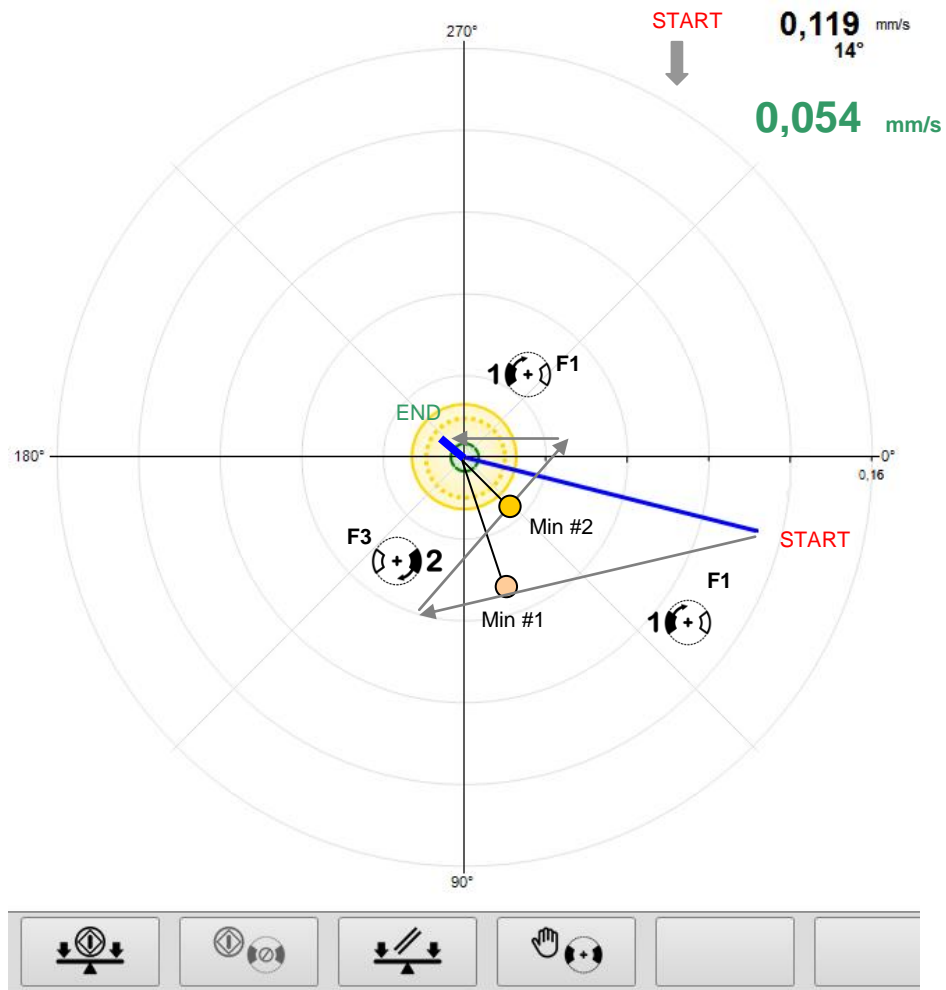 START
0,119 mm/s
14°
270°
0,054 mm/s
1 F1
END
180°
0°
0,16
START
Min #2
F3
2
F1
Min #1
1
90°